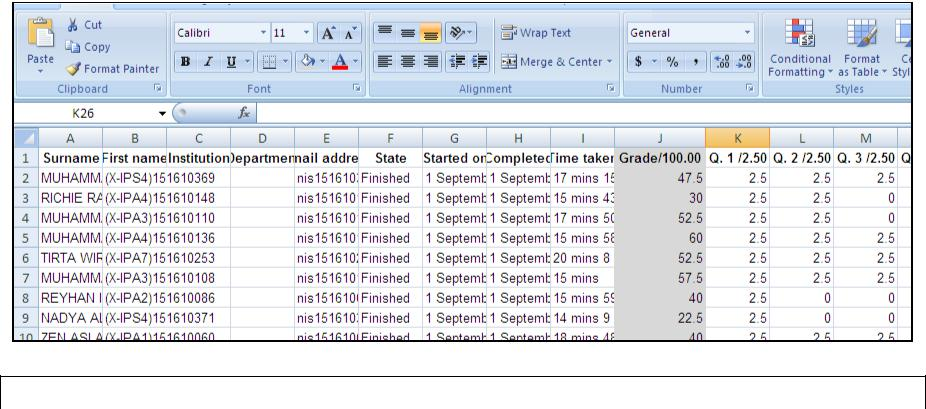 Cut
Copy
Paste
Format Painter
Clipboard
Calibri 11 A A
B I U A
Font
Wrap Text
Merge & Center
Alignment
General
$ % , .00 .00
Number
Conditional Formatting
Format as Table
Styles
K26 fx
A B C D E F G H I J K L M
1 Surname First name Institution Departmen mail addre State Started on Completed Time taken Grade/100.00 Q. 1 /2.50 Q. 2 /2.50 Q. 3 /2.50 Q
2 MUHAMM. (X-IPS4)151610369 nis151610 Finished 1 Septemb 1 Septemb 17 mins 15 47.5 2.5 2.5 2.5
3 RICHIE RA (X-IPA4)151610148 nis151610 Finished 1 Septemb 1 Septemb 15 mins 43 30 2.5 2.5 0
4 MUHAMM. (X-IPA3)151610110 nis151610 Finished 1 Septemb 1 Septemb 17 mins 50 52.5 2.5 2.5 0
5 MUHAMM. (X-IPA4)151610136 nis151610 Finished 1 Septemb 1 Septemb 15 mins 56 60 2.5 2.5 2.5
6 TIRTA WIR (X-IPA7)151610253 nis151610 Finished 1 Septemb 1 Septemb 20 mins 8 52.5 2.5 2.5 2.5
7 MUHAMM. (X-IPA3)151610108 nis151610 Finished 1 Septemb 1 Septemb 15 mins 57.5 2.5 2.5 2.5
8 REYHAN I (X-IPA2)151610086 nis151610 Finished 1 Septemb 1 Septemb 15 mins 59 40 2.5 0 0
9 NADYA AL (X-IPS4)151610371 nis151610 Finished 1 Septemb 1 Septemb 14 mins 9 22.5 2.5 0 0
10 ZEN ASLA (X-IPA1)151610060 nis151610 Finished 1 Septemb 1 Septemb 18 mins 48 40 2.5 2.5 2.5